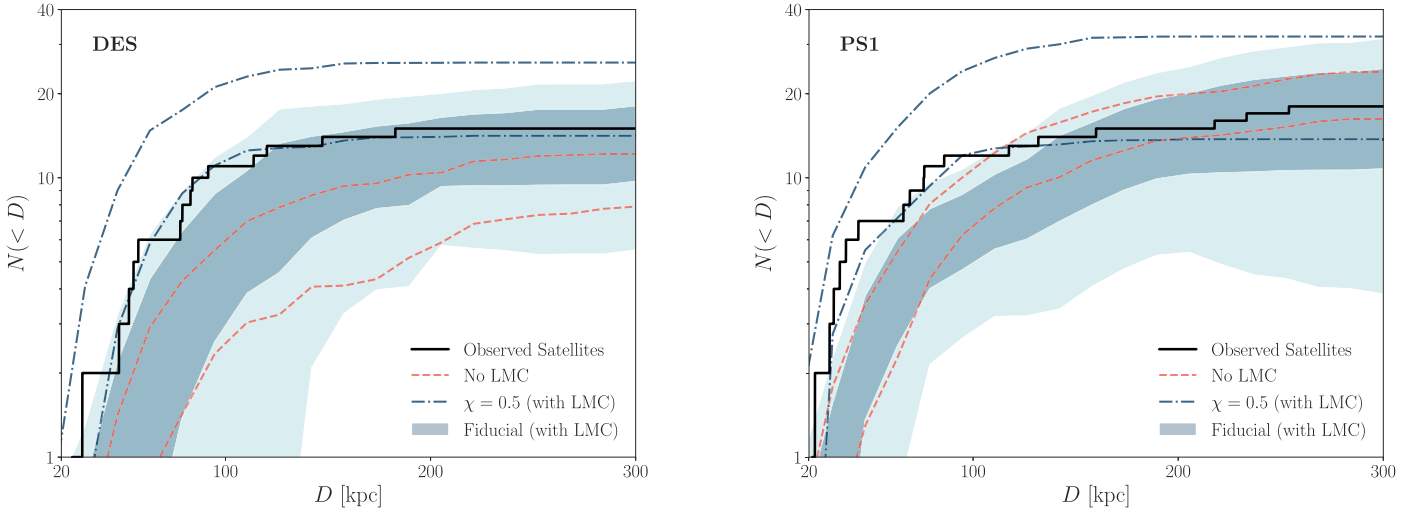 DES
40
20
10
1
N(< D)
20
100
200
300
D [kpc]
Observed Satellites
No LMC
χ = 0.5 (with LMC)
Fiducial (with LMC)
PS1
40
20
10
1
N(< D)
20
100
200
300
D [kpc]
Observed Satellites
No LMC
χ = 0.5 (with LMC)
Fiducial (with LMC)